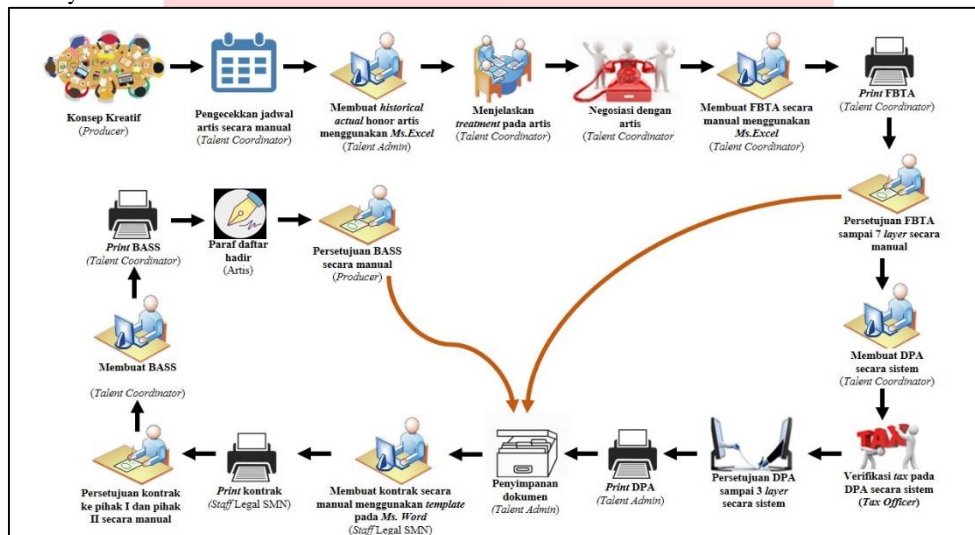 Konsep Kreatif
(Producer)
Pengecekkan jadwal
artis secara manual
(Talent Coordinator)
Membuat historical
actual honor artis
menggunakan Ms.Excel
(Talent Admin)
Menjelaskan
treatment pada artis
(Talent Coordinator)
Negosiasi dengan
artis
(Talent Coordinator
Membuat FBTA secara
manual menggunakan
Ms.Excel
(Talent Coordinator)
Print FBTA
(Talent Coordinator)
Persetujuan FBTA
sampai 7 layer secara
manual
Membuat DPA
secara sistem
(Talent Coordinator)
TAX
Verifikasi tax pada
DPA secara sistem
(Tax Officer)
Persetujuan DPA
sampai 3 layer
secara sistem
Print DPA
(Talent Admin)
Penyimpanan
dokumen
(Talent Admin)
Membuat kontrak secara
manual menggunakan template
pada Ms. Word
(Staff Legal SMN)
Print kontrak
(Staff Legal SMN)
Persetujuan kontrak
ke pihak I dan pihak
II secara manual
Membuat BASS
(Talent Coordinator)
Print BASS
(Talent Coordinator)
Paraf daftar
hadir
(Artis)
Persetujuan BASS
secara manual
(Producer)